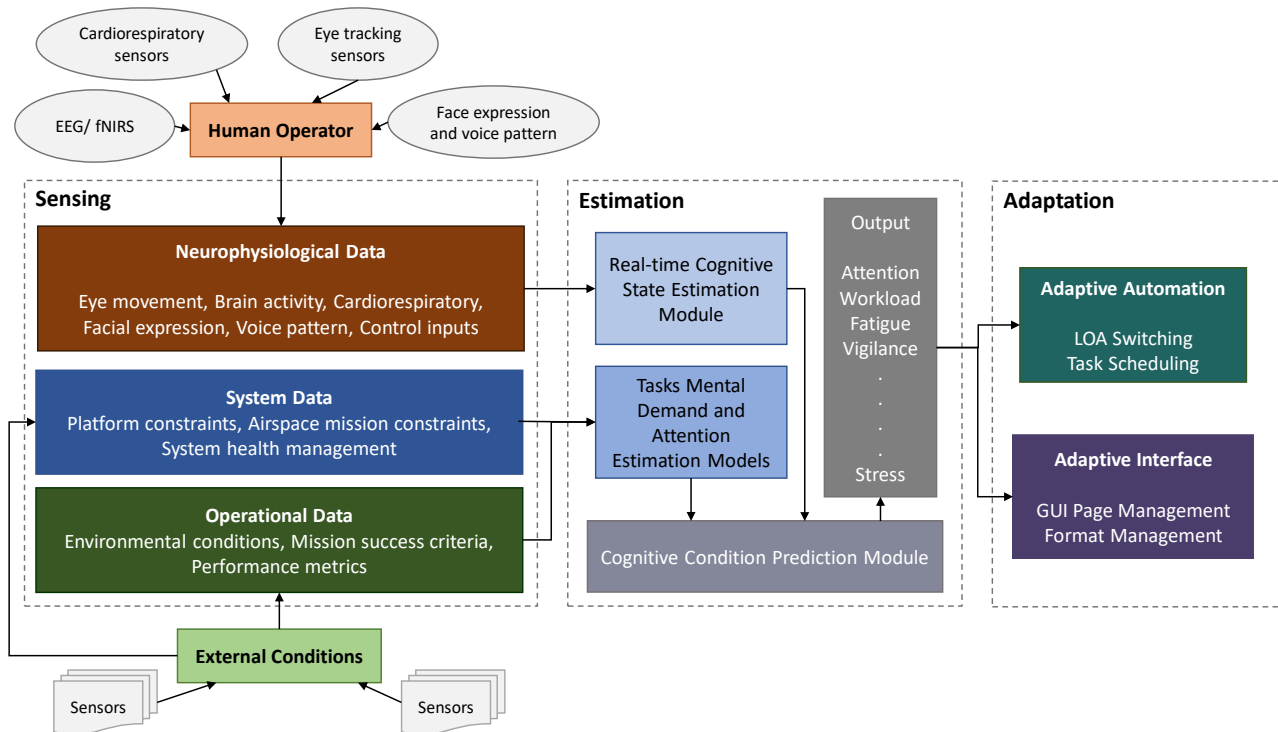 Cardiorespiratory
sensors
Eye tracking
sensors
EEG/ fNIRS
Human Operator
Face expression
and voice pattern
Sensing
Neurophysiological Data
Eye movement, Brain activity, Cardiorespiratory,
Facial expression, Voice pattern, Control inputs
System Data
Platform constraints, Airspace mission constraints,
System health management
Operational Data
Environmental conditions, Mission success criteria,
Performance metrics
External Conditions
Sensors
Sensors
Estimation
Real-time Cognitive
State Estimation
Module
Tasks Mental
Demand and
Attention
Estimation Models
Cognitive Condition Prediction Module
Output
Attention
Workload
Fatigue
Vigilance
.
.
.
.
Stress
Adaptation
Adaptive Automation
LOA Switching
Task Scheduling
Adaptive Interface
GUI Page Management
Format Management